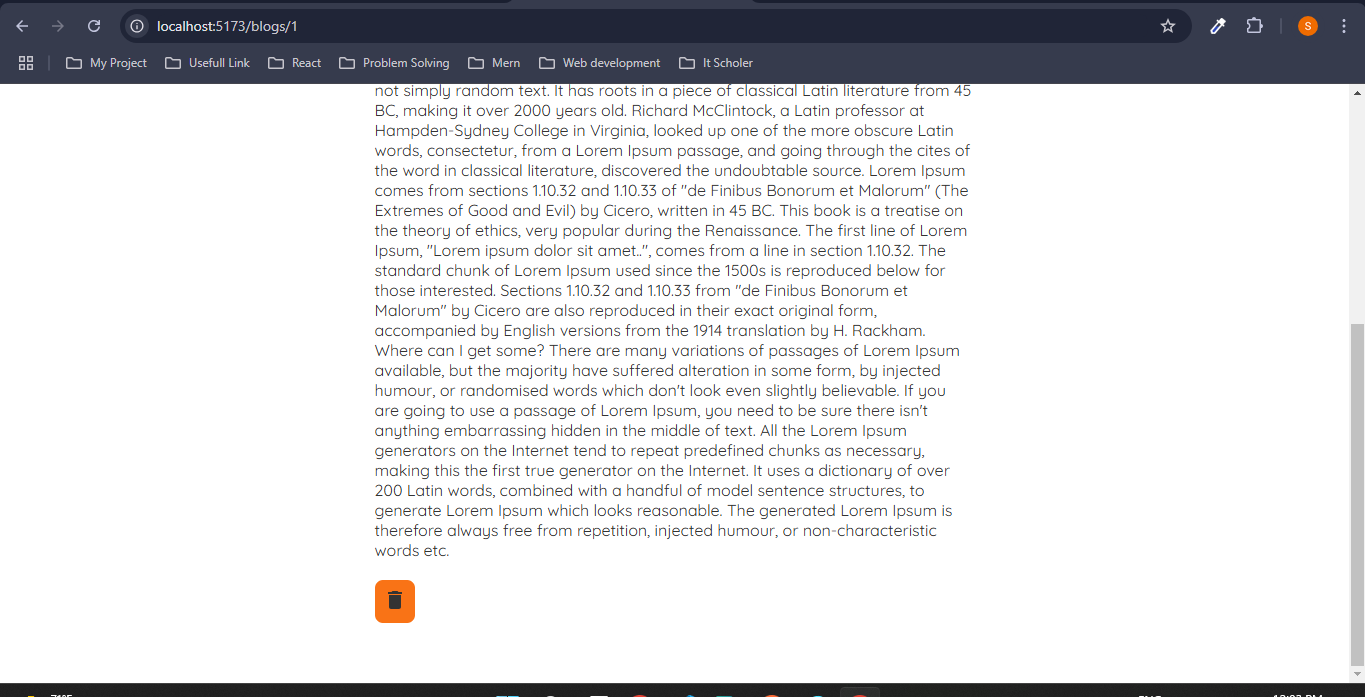 localhost:5173/blogs/1
S
My Project
Usefull Link
React
Problem Solving
Mern
Web development
It Scholer
not simply random text. It has roots in a piece of classical Latin literature from 45
BC, making it over 2000 years old. Richard McClintock, a Latin professor at
Hampden-Sydney College in Virginia, looked up one of the more obscure Latin
words, consectetur, from a Lorem Ipsum passage, and going through the cites of
the word in classical literature, discovered the undoubtable source. Lorem Ipsum
comes from sections 1.10.32 and 1.10.33 of "de Finibus Bonorum et Malorum" (The
Extremes of Good and Evil) by Cicero, written in 45 BC. This book is a treatise on
the theory of ethics, very popular during the Renaissance. The first line of Lorem
Ipsum, "Lorem ipsum dolor sit amet..", comes from a line in section 1.10.32. The
standard chunk of Lorem Ipsum used since the 1500s is reproduced below for
those interested. Sections 1.10.32 and 1.10.33 from "de Finibus Bonorum et
Malorum" by Cicero are also reproduced in their exact original form,
accompanied by English versions from the 1914 translation by H. Rackham.
Where can I get some? There are many variations of passages of Lorem Ipsum
available, but the majority have suffered alteration in some form, by injected
humour, or randomised words which don't look even slightly believable. If you
are going to use a passage of Lorem Ipsum, you need to be sure there isn't
anything embarrassing hidden in the middle of text. All the Lorem Ipsum
generators on the Internet tend to repeat predefined chunks as necessary,
making this the first true generator on the Internet. It uses a dictionary of over
200 Latin words, combined with a handful of model sentence structures, to
generate Lorem Ipsum which looks reasonable. The generated Lorem Ipsum is
therefore always free from repetition, injected humour, or non-characteristic
words etc.